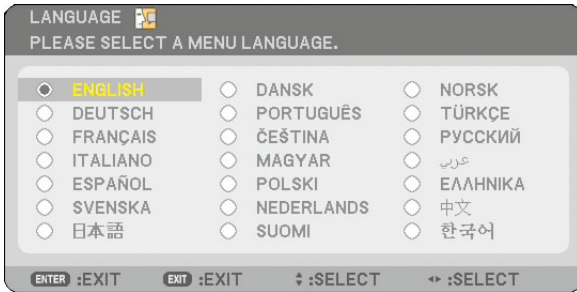 LANGUAGE
PLEASE SELECT A MENU LANGUAGE.
ENGLISH DANSK NORSK
DEUTSCH PORTUGUÊS TÜRKÇE
FRANÇAIS ČEŠTINA РУССКИЙ
ITALIANO MAGYAR عربي
ESPAÑOL POLSKI ΕΛΛΗΝΙΚΑ
SVENSKA NEDERLANDS 中文
日本語 SUOMI 한국어
ENTER :EXIT EXIT :EXIT :SELECT :SELECT